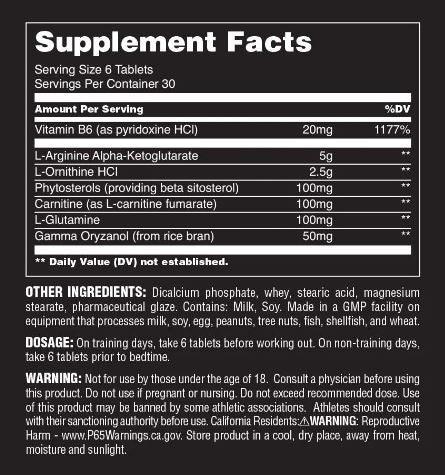 Supplement Facts
Serving Size 6 Tablets
Servings Per Container 30
Amount Per Serving %DV
Vitamin B6 (as pyridoxine HCl) 20mg 1177%
L-Arginine Alpha-Ketoglutarate 5g **
L-Ornithine HCl 2.5g **
Phytosterols (providing beta sitosterol) 100mg **
Carnitine (as L-carnitine fumarate) 100mg **
L-Glutamine 100mg **
Gamma Oryzanol (from rice bran) 50mg **
** Daily Value (DV) not established.
OTHER INGREDIENTS: Dicalcium phosphate, whey, stearic acid, magnesium
stearate, pharmaceutical glaze. Contains: Milk, Soy. Made in a GMP facility on
equipment that processes milk, soy, egg, peanuts, tree nuts, fish, shellfish, and wheat.
DOSAGE: On training days, take 6 tablets before working out. On non-training days,
take 6 tablets prior to bedtime.
WARNING: Not for use by those under the age of 18. Consult a physician before using
this product. Do not use if pregnant or nursing. Do not exceed recommended dose. Use
of this product may be banned by some athletic associations. Athletes should consult
with their sanctioning authority before use. California Residents:⚠WARNING: Reproductive
Harm - www.P65Warnings.ca.gov. Store product in a cool, dry place, away from heat,
moisture and sunlight.